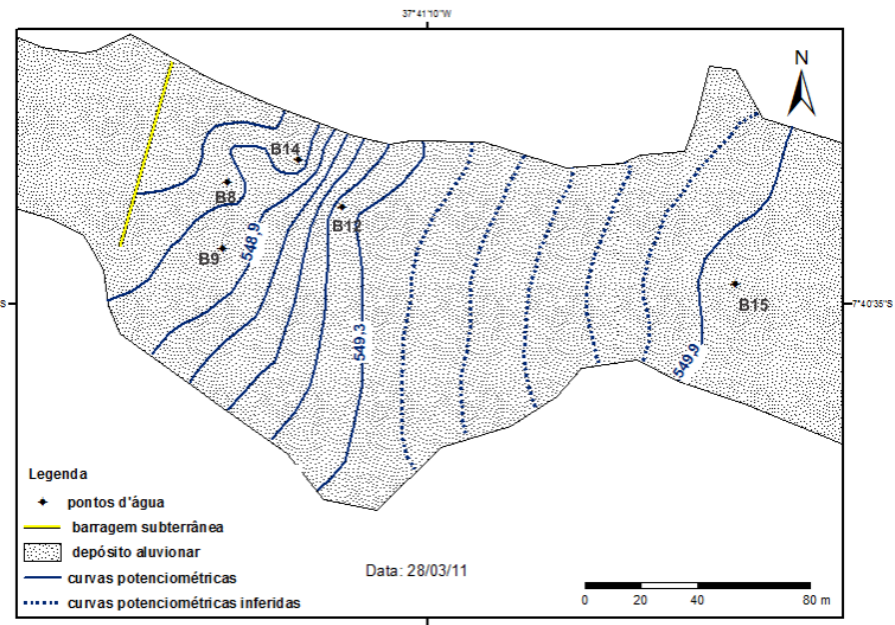 37°41'10"W
N
B14
B8
B12
B9
548,9
549,3
B15
S
7°40'35"S
549,9
Legenda
pontos d'água
barragem subterrânea
depósito aluvionar
curvas potenciométricas
curvas potenciométricas inferidas
Data: 28/03/11
0 20 40 80 m